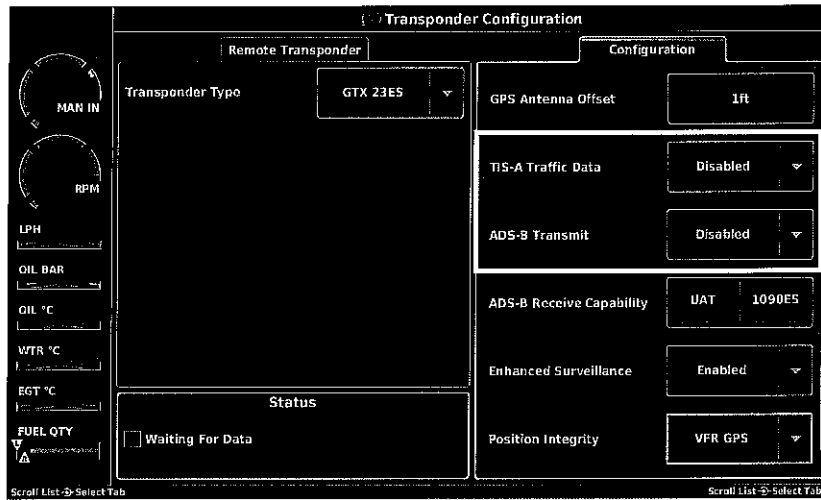 Transponder Configuration
Remote Transponder
Configuration
MAN IN
RPM
LPH
OIL BAR
OIL °C
WTR °C
EGT °C
FUEL QTY
Transponder Type
GTX 23ES
GPS Antenna Offset
1ft
TIS-A Traffic Data
Disabled
ADS-B Transmit
Disabled
ADS-B Receive Capability
UAT
1090ES
Enhanced Surveillance
Enabled
Position Integrity
VFR GPS
Status
Waiting For Data
Scroll List
Select Tab
Scroll List
Select Tab